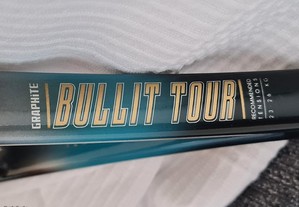 GRAPHiTE
BULLIT TOUR
RECOMMENDED
TENSIONS